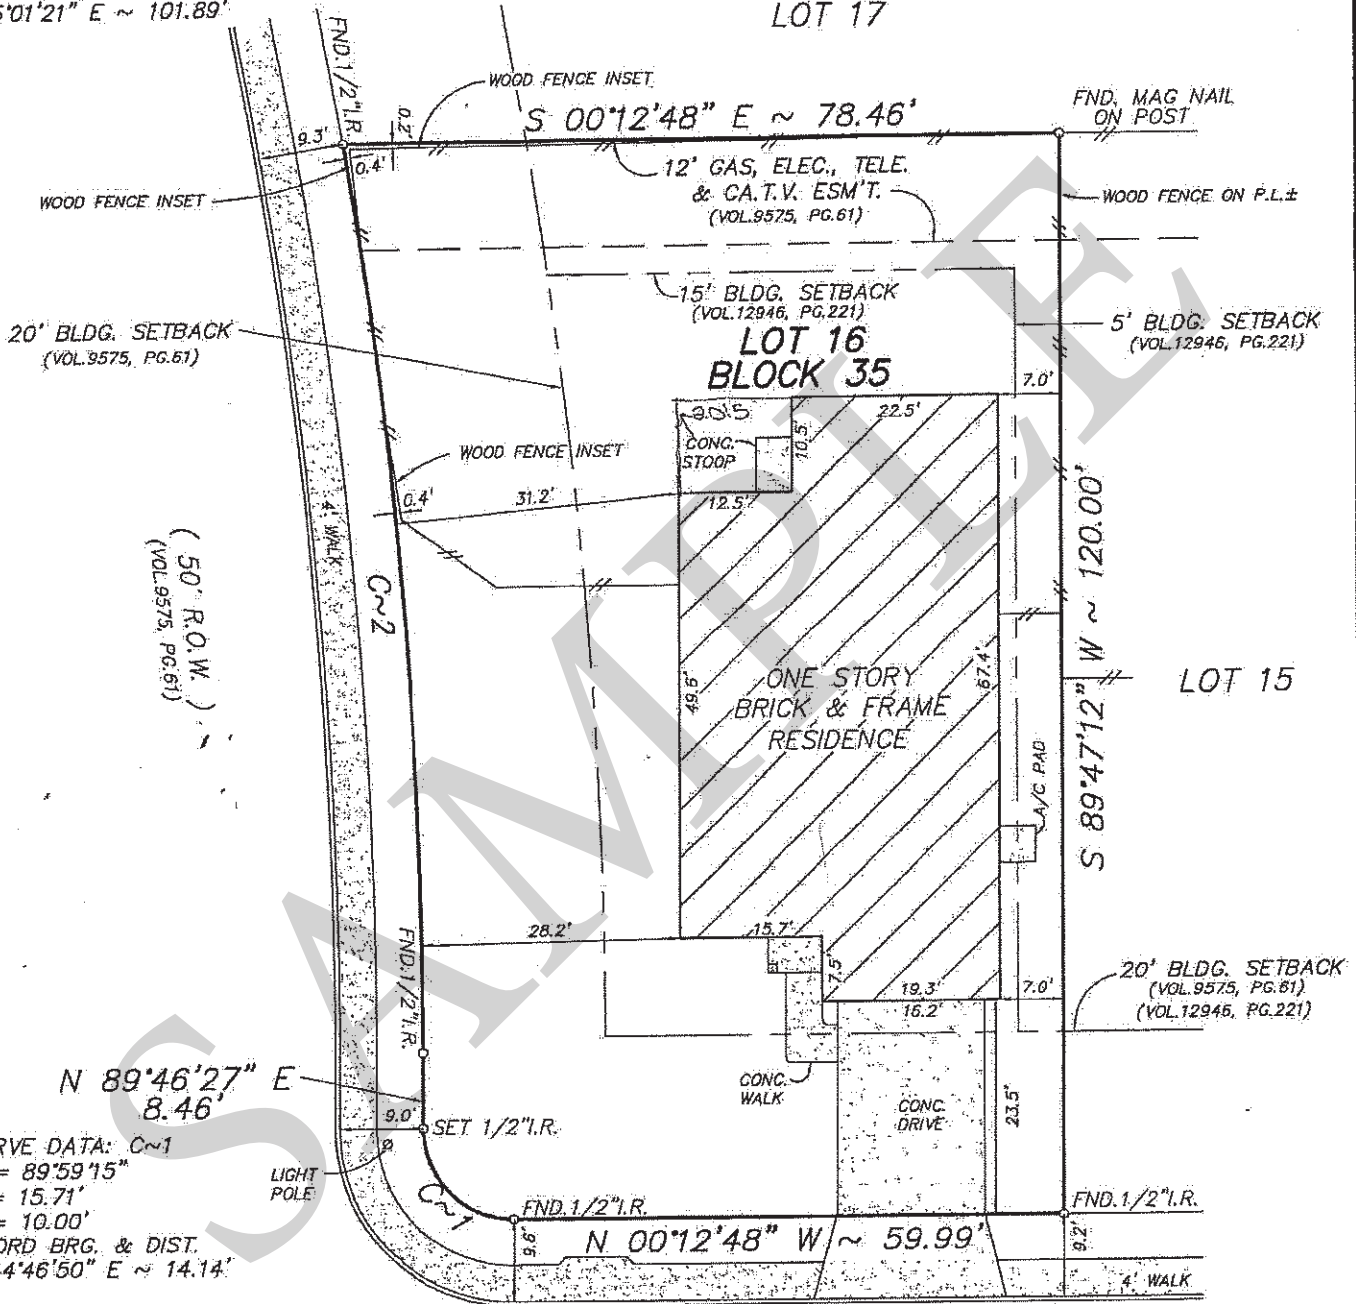 5°01'21" E ~ 101.89'
LOT 17
FND.1/2"I.R.
WOOD FENCE INSET
0.2'
S 00°12'48" E ~ 78.46'
FND. MAG NAIL
ON POST
9.3'
0.4'
12' GAS, ELEC., TELE.
& CA.T.V. ESM'T.
(VOL.9575, PG.61)
WOOD FENCE INSET
WOOD FENCE ON P.L.±
15' BLDG. SETBACK
(VOL.12946, PG.221)
20' BLDG. SETBACK
(VOL.9575, PG.61)
5' BLDG. SETBACK
(VOL.12946, PG.221)
LOT 16
BLOCK 35
7.0'
22.5'
CONC.
STOOP
10.5'
WOOD FENCE INSET
0.4'
31.2'
12.5'
4' WALK
S 89°47'12" W ~ 120.00'
(50' R.O.W.)
(VOL.9575, PG.61)
C~2
ONE STORY
BRICK & FRAME
RESIDENCE
49.6'
67.4'
LOT 15
A/C PAD
SAMPLE
28.2'
15.7'
7.5'
FND.1/2"I.R.
19.3'
7.0'
16.2'
20' BLDG. SETBACK
(VOL.9575, PG.61)
(VOL.12946, PG.221)
N 89°46'27" E
8.46'
CONC.
WALK
CONC.
DRIVE
23.5'
9.0'
SET 1/2"I.R.
RVE DATA: C~1
= 89°59'15"
= 15.71'
= 10.00'
ORD BRG. & DIST.
4°46'50" E ~ 14.14'
LIGHT
POLE
C~1
FND.1/2"I.R.
FND.1/2"I.R.
9.6'
N 00°12'48" W ~ 59.99'
9.2'
4' WALK